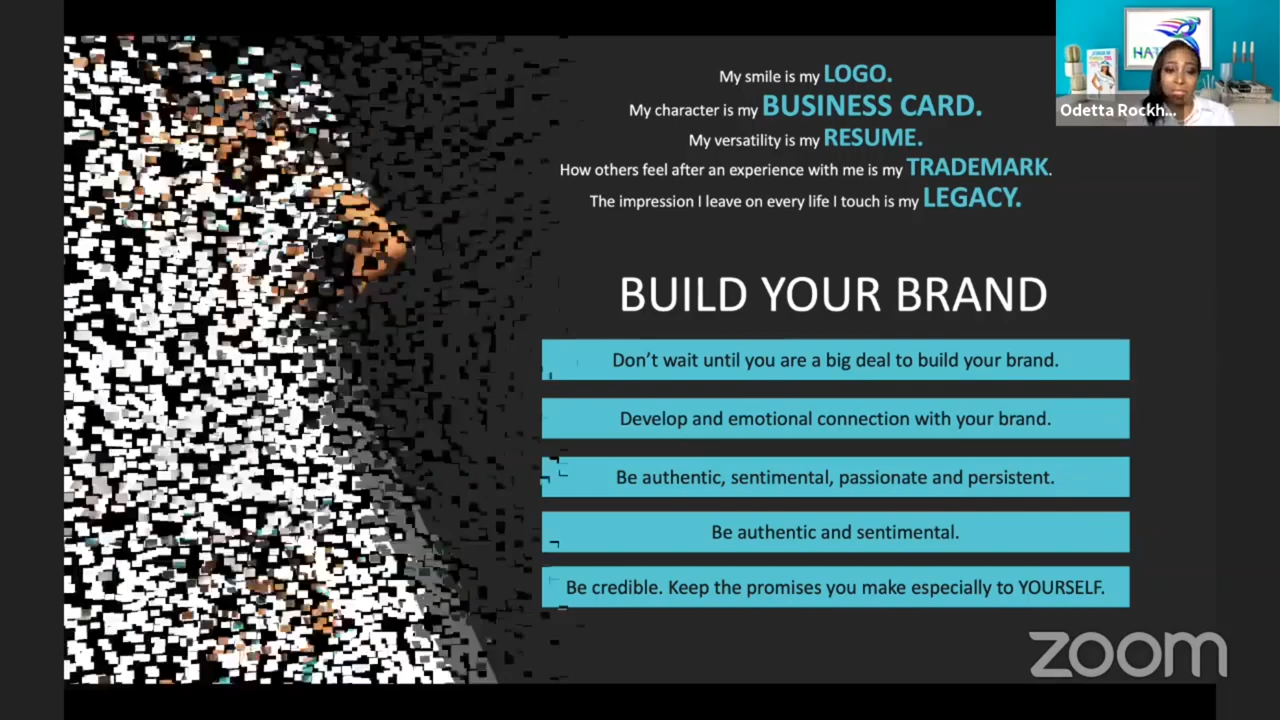 My smile is my LOGO.
My character is my BUSINESS CARD.
My versatility is my RESUME.
How others feel after an experience with me is my TRADEMARK.
The impression I leave on every life I touch is my LEGACY.
Odetta Rockh...
BUILD YOUR BRAND
Don’t wait until you are a big deal to build your brand.
Develop and emotional connection with your brand.
Be authentic, sentimental, passionate and persistent.
Be authentic and sentimental.
Be credible. Keep the promises you make especially to YOURSELF.
zoom